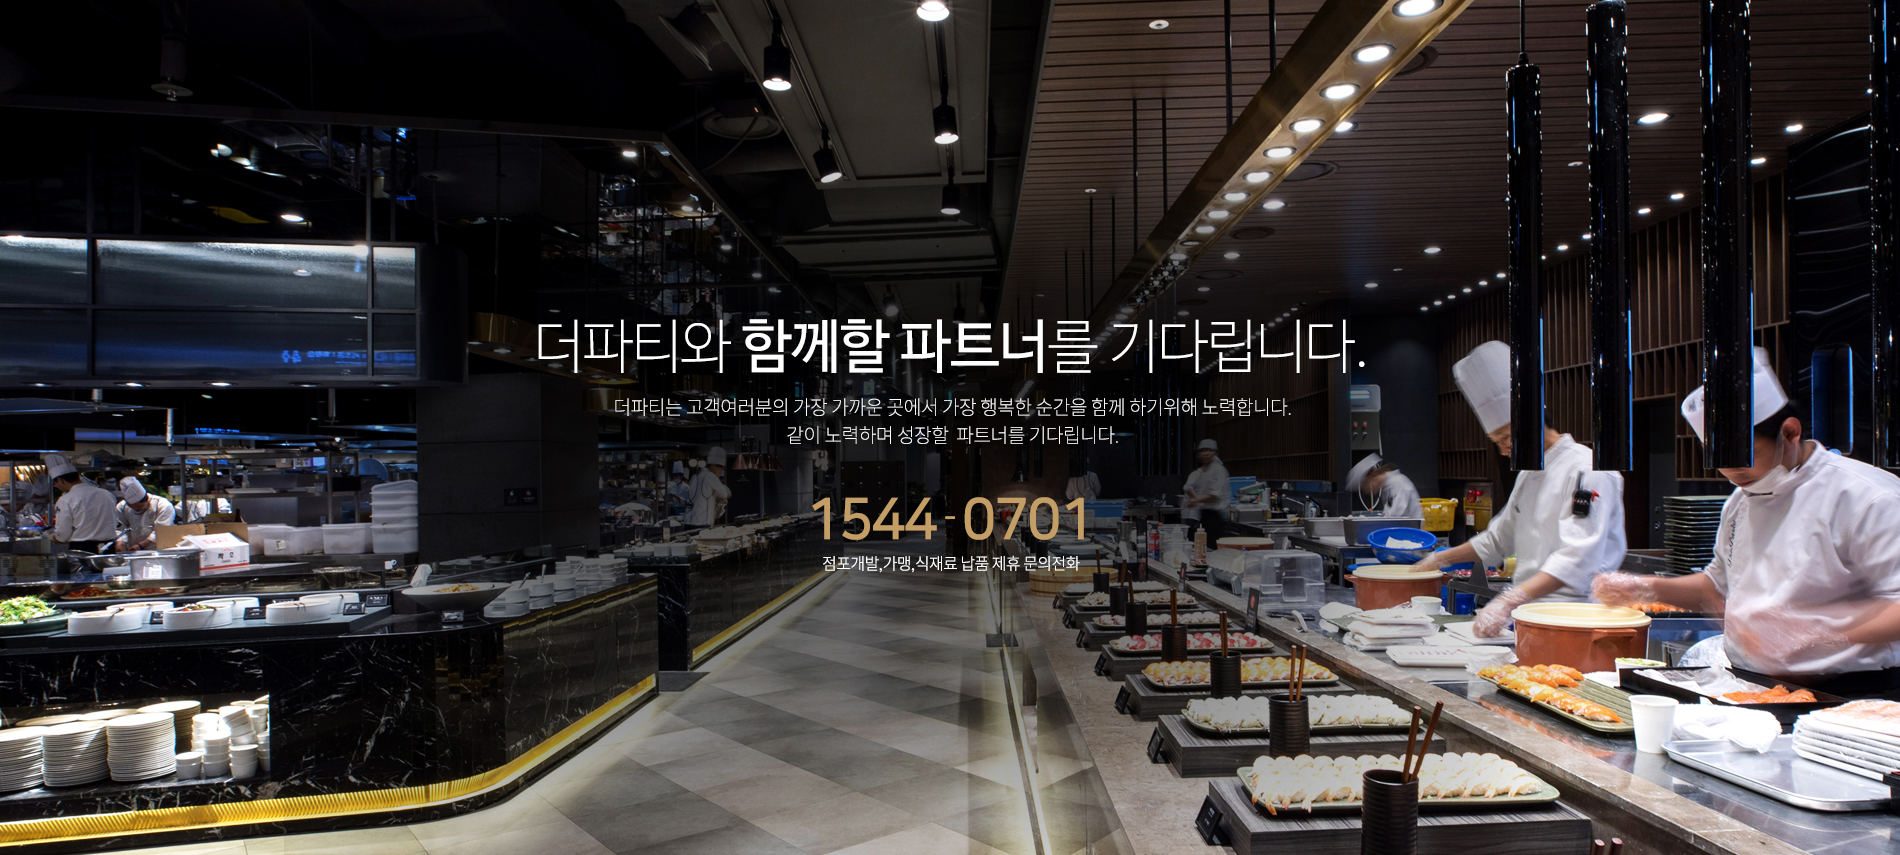 더파티와 함께할 파트너를 기다립니다.
더파티는 고객여러분의 가장 가까운 곳에서 가장 행복한 순간을 함께 하기위해 노력합니다.
같이 노력하며 성장할 파트너를 기다립니다.
1544-0701
점포개발,가맹,식재료 납품 제휴 문의전화